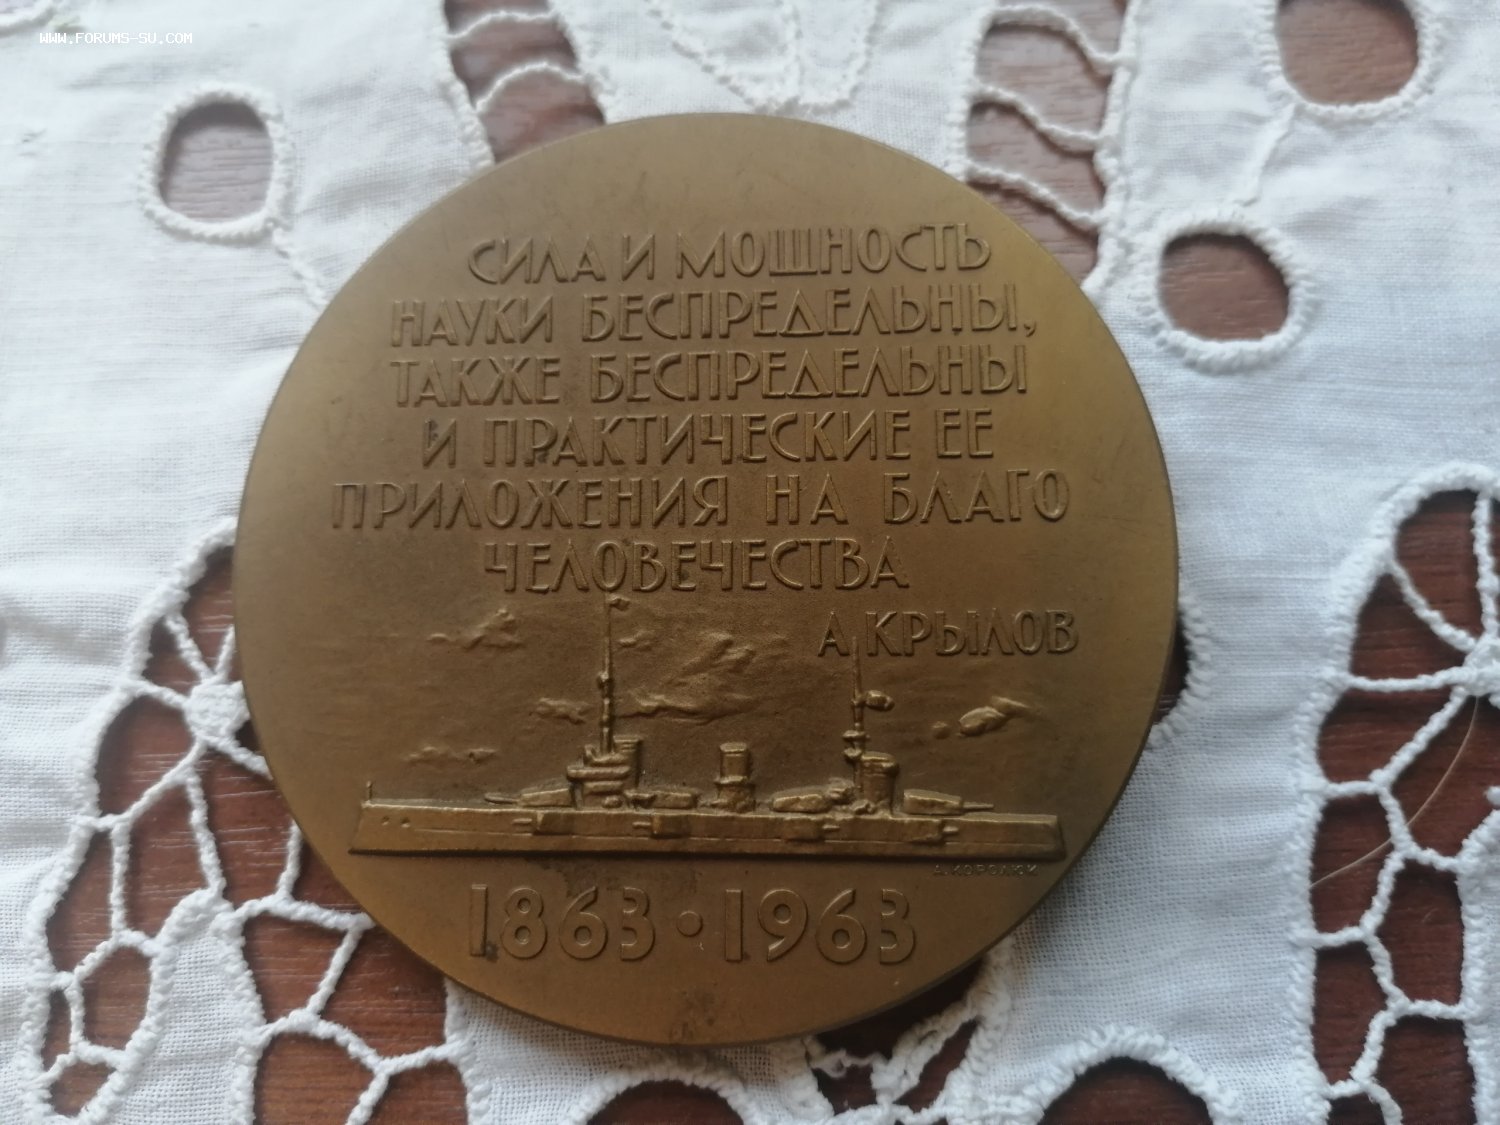 WWW.FORUMS-SU.COM
СИЛА И МОЩНОСТЬ
НАУКИ БЕСПРЕДЕЛЬНЫ,
ТАКЖЕ БЕСПРЕДЕЛЬНЫ
И ПРАКТИЧЕСКИЕ ЕЕ
ПРИЛОЖЕНИЯ НА БЛАГО
ЧЕЛОВЕЧЕСТВА
А КРЫЛОВ
А. КОРОЛЮК
1863 · 1963